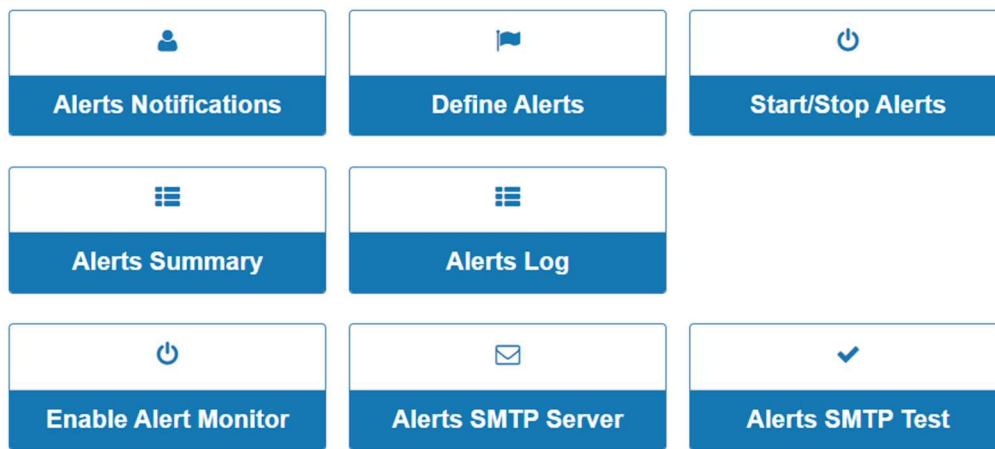 Alerts Notifications
Define Alerts
Start/Stop Alerts
Alerts Summary
Alerts Log
Enable Alert Monitor
Alerts SMTP Server
Alerts SMTP Test